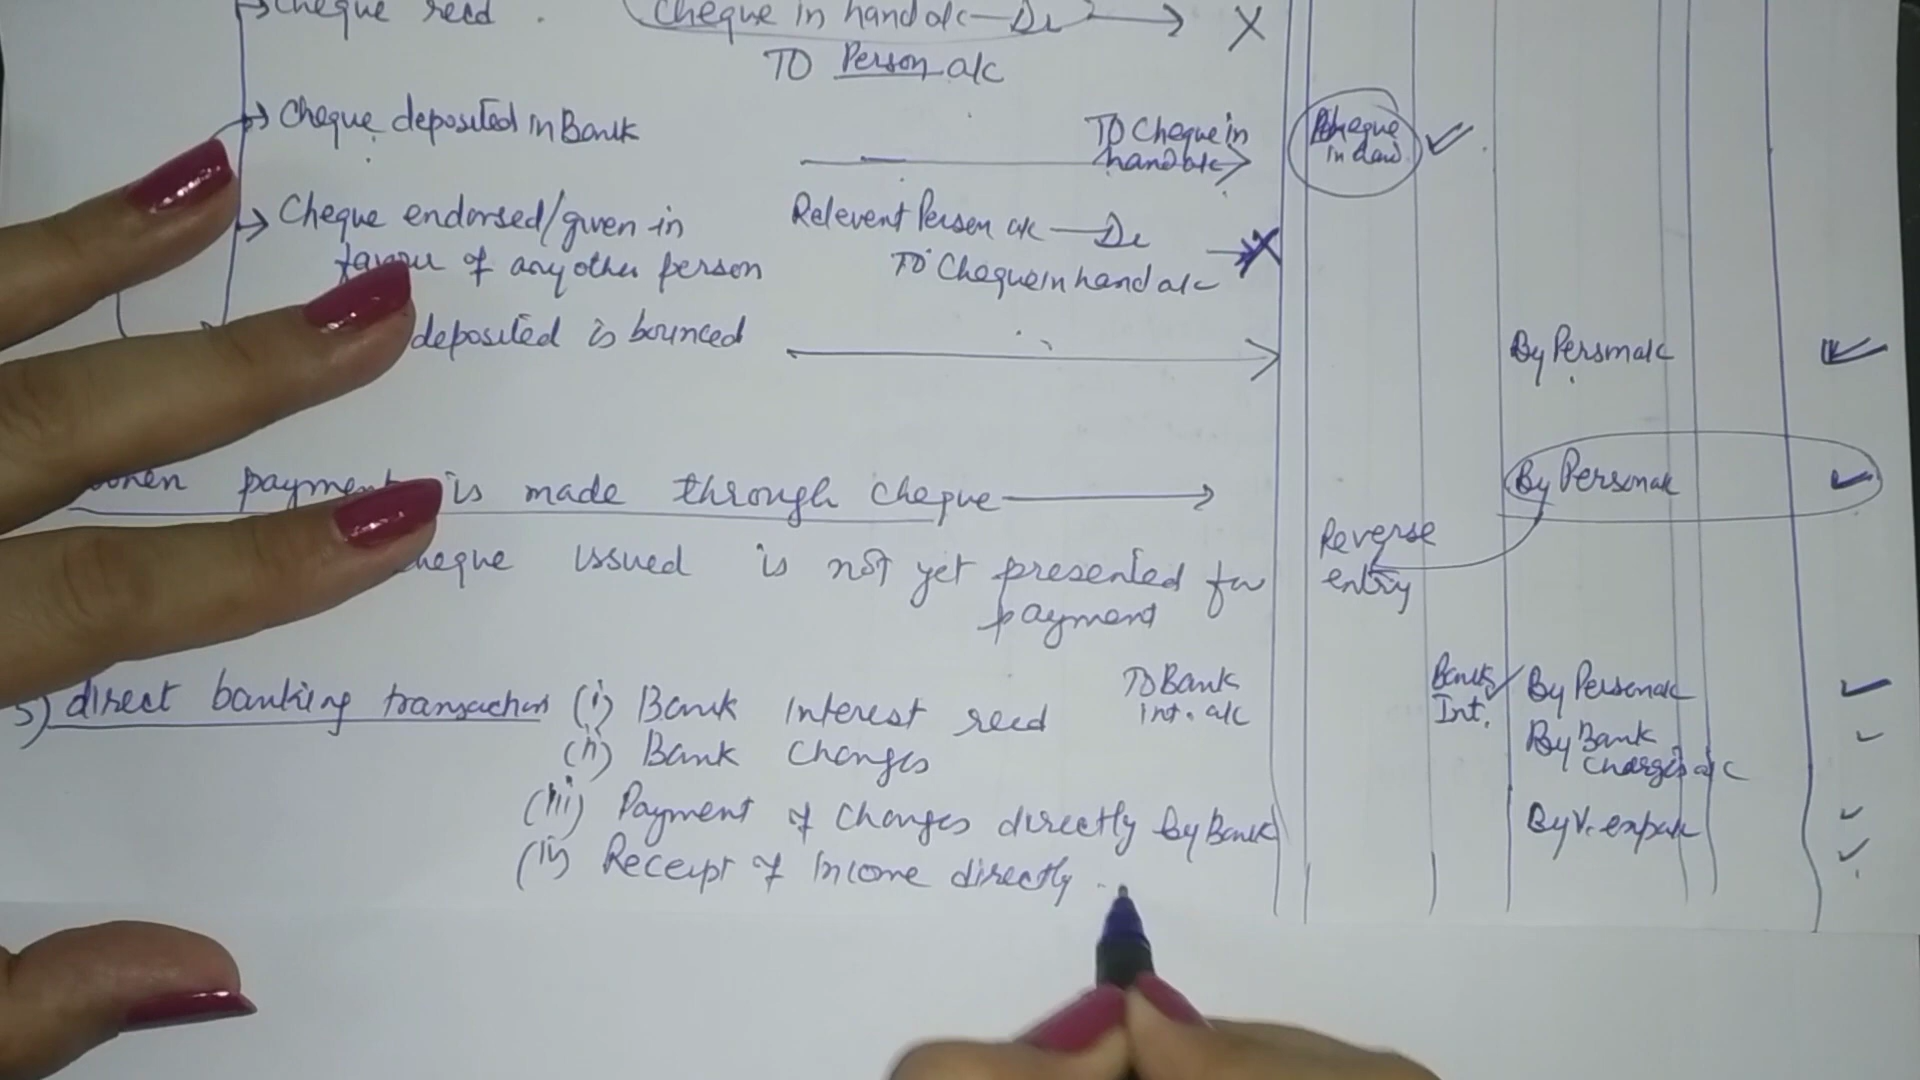 Cheque recd. Cheque in hand a/c — Dr
TO Person a/c
Cheque deposited in Bank TO Cheque in
hand a/c Cheque
in hand
Cheque endorsed/given in Relevent Person a/c — Dr
favour of any other person TO Cheque in hand a/c
deposited is bounced By Person a/c
when payment is made through cheque By Person a/c
Reverse
entry
cheque issued is not yet presented for
payment
5) direct banking transactions (i) Bank Interest recd TO Bank
Int. a/c Bank
Int. By Person a/c
(ii) Bank Charges By Bank
Charges a/c
(iii) Payment of Charges directly by Bank By V. exp a/c
(iv) Receipt of Income directly